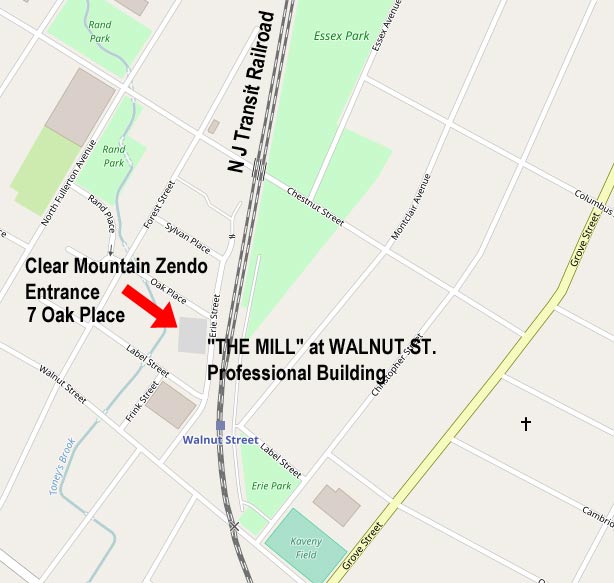 Rand
Park
Essex Park
Essex Avenue
N J Transit Railroad
Rand
Park
North Fullerton Avenue
Rand Place
Forest Street
Chestnut Street
Montclair Avenue
Columbus
Grove Street
Sylvan Place
Clear Mountain Zendo
Entrance
7 Oak Place
Oak Place
Erie Street
"THE MILL" at WALNUT ST.
Professional Building
Label Street
Christopher Street
Walnut Street
Frink Street
Walnut Street
Toney's Brook
Label Street
Erie Park
Kaveny
Field
Grove Street
Cambrid